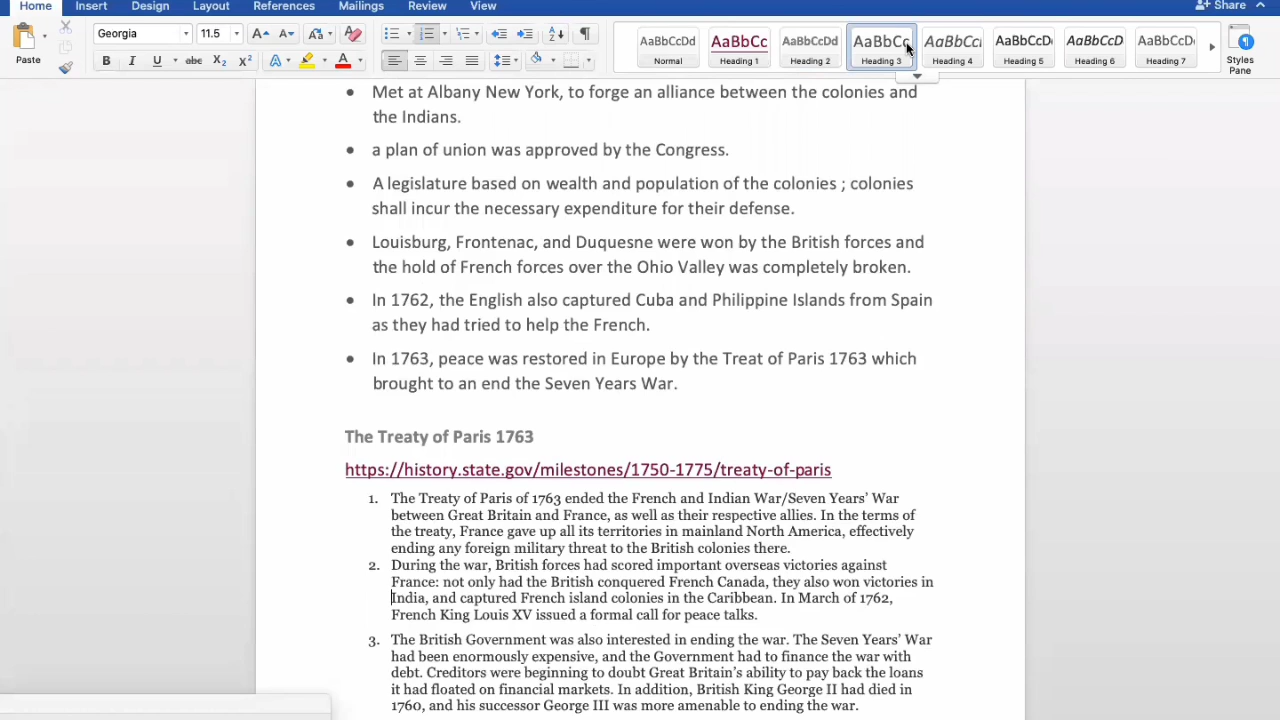 Home Insert Design Layout References Mailings Review View Share
Georgia 11.5
Paste
B I U abc X₂ X² A A
AaBbCcDd AaBbCc AaBbCcDd AaBbCc AaBbCcI AaBbCcD AaBbCcD AaBbCcD
Normal Heading 1 Heading 2 Heading 3 Heading 4 Heading 5 Heading 6 Heading 7
Styles
Pane
• Met at Albany New York, to forge an alliance between the colonies and
the Indians.
• a plan of union was approved by the Congress.
• A legislature based on wealth and population of the colonies ; colonies
shall incur the necessary expenditure for their defense.
• Louisburg, Frontenac, and Duquesne were won by the British forces and
the hold of French forces over the Ohio Valley was completely broken.
• In 1762, the English also captured Cuba and Philippine Islands from Spain
as they had tried to help the French.
• In 1763, peace was restored in Europe by the Treat of Paris 1763 which
brought to an end the Seven Years War.
The Treaty of Paris 1763
https://history.state.gov/milestones/1750-1775/treaty-of-paris
1. The Treaty of Paris of 1763 ended the French and Indian War/Seven Years' War
between Great Britain and France, as well as their respective allies. In the terms of
the treaty, France gave up all its territories in mainland North America, effectively
ending any foreign military threat to the British colonies there.
2. During the war, British forces had scored important overseas victories against
France: not only had the British conquered French Canada, they also won victories in
India, and captured French island colonies in the Caribbean. In March of 1762,
French King Louis XV issued a formal call for peace talks.
3. The British Government was also interested in ending the war. The Seven Years' War
had been enormously expensive, and the Government had to finance the war with
debt. Creditors were beginning to doubt Great Britain's ability to pay back the loans
it had floated on financial markets. In addition, British King George II had died in
1760, and his successor George III was more amenable to ending the war.